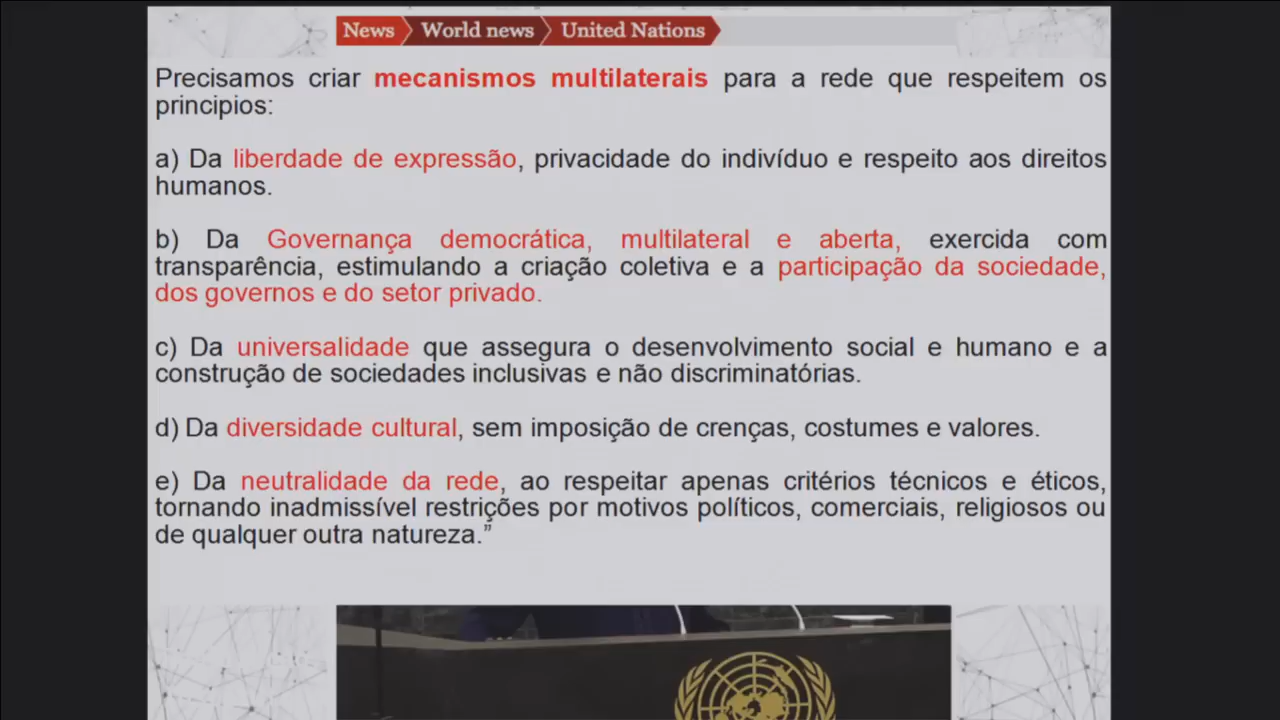 News World news United Nations
Precisamos criar mecanismos multilaterais para a rede que respeitem os
principios:
a) Da liberdade de expressão, privacidade do indivíduo e respeito aos direitos
humanos.
b) Da Governança democrática, multilateral e aberta, exercida com
transparência, estimulando a criação coletiva e a participação da sociedade,
dos governos e do setor privado.
c) Da universalidade que assegura o desenvolvimento social e humano e a
construção de sociedades inclusivas e não discriminatórias.
d) Da diversidade cultural, sem imposição de crenças, costumes e valores.
e) Da neutralidade da rede, ao respeitar apenas critérios técnicos e éticos,
tornando inadmissível restrições por motivos políticos, comerciais, religiosos ou
de qualquer outra natureza.”